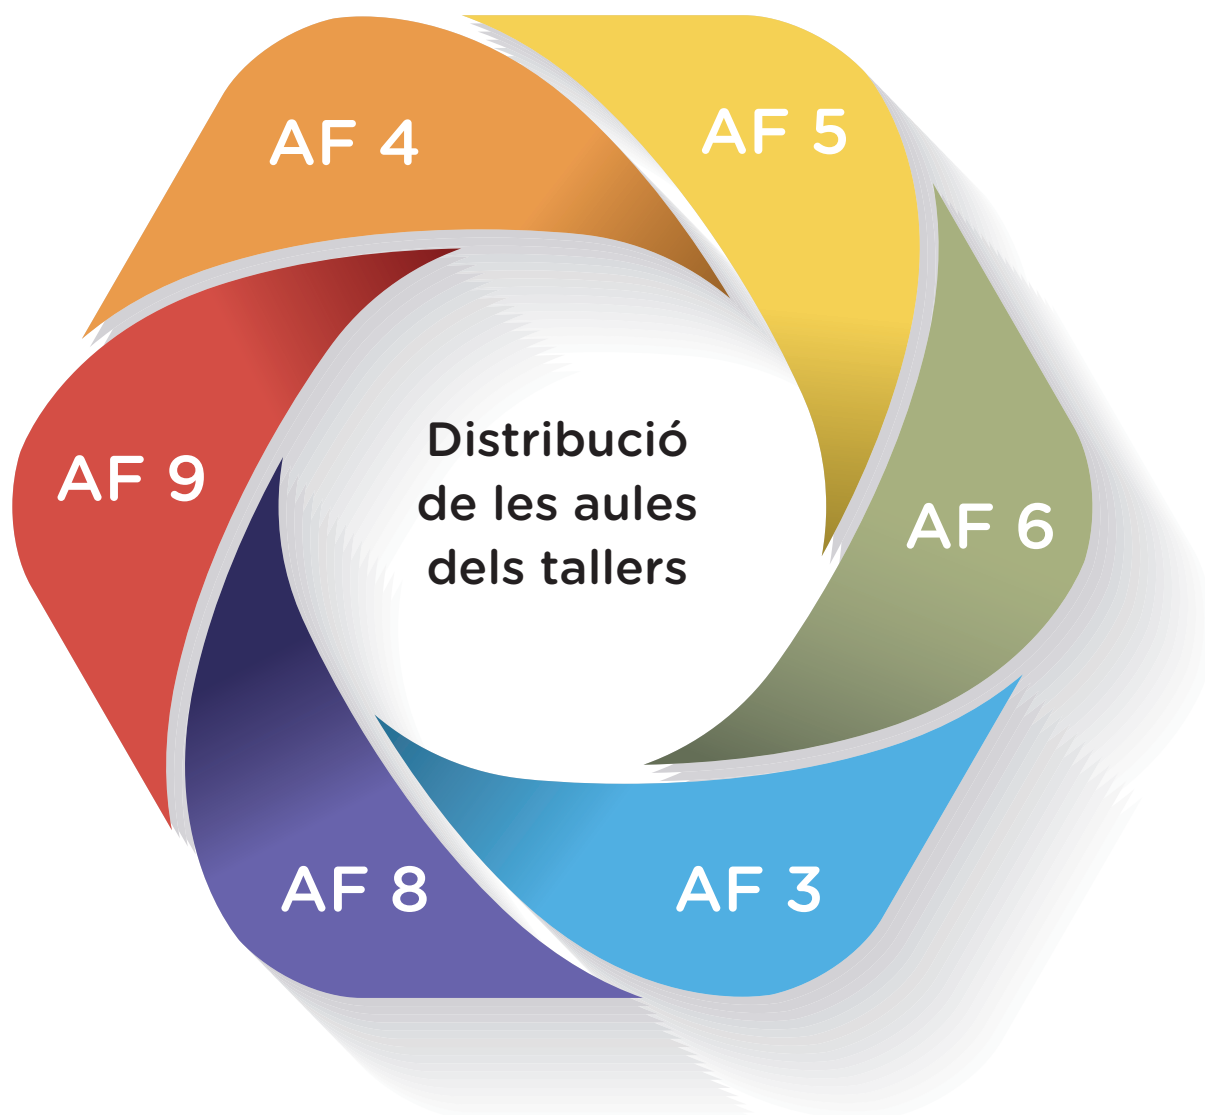 AF 4
AF 5
AF 9
Distribució
de les aules
dels tallers
AF 6
AF 8
AF 3